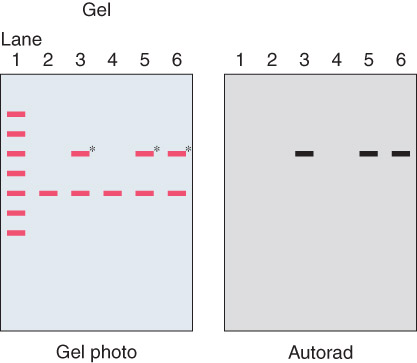 Gel
Lane
1 2 3 4 5 6
1 2 3 4 5 6
* * *
Gel photo
Autorad